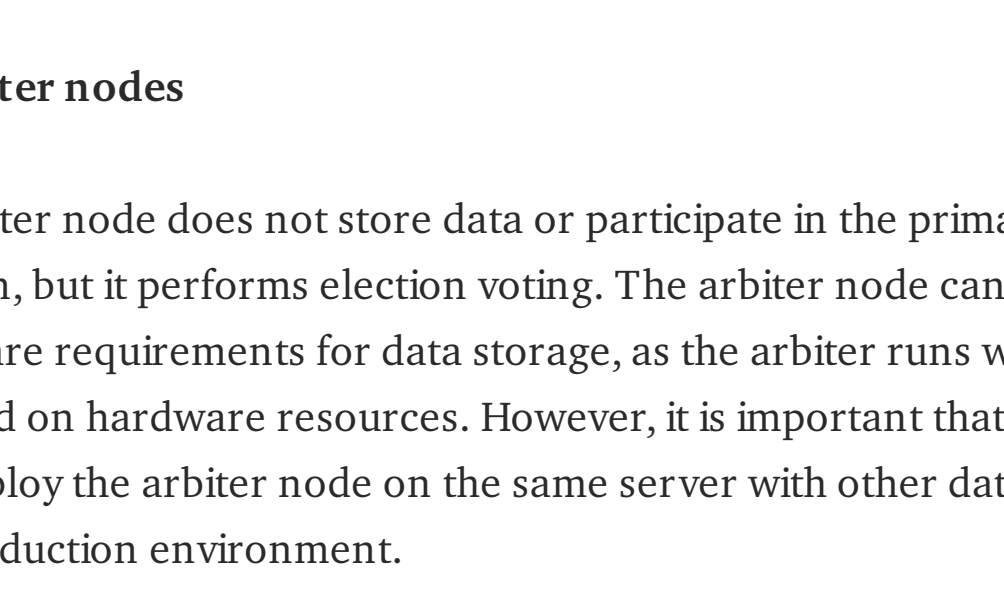 ter nodes
ter node does not store data or participate in the prima
n, but it performs election voting. The arbiter node can
are requirements for data storage, as the arbiter runs w
d on hardware resources. However, it is important that
ploy the arbiter node on the same server with other dat
duction environment.